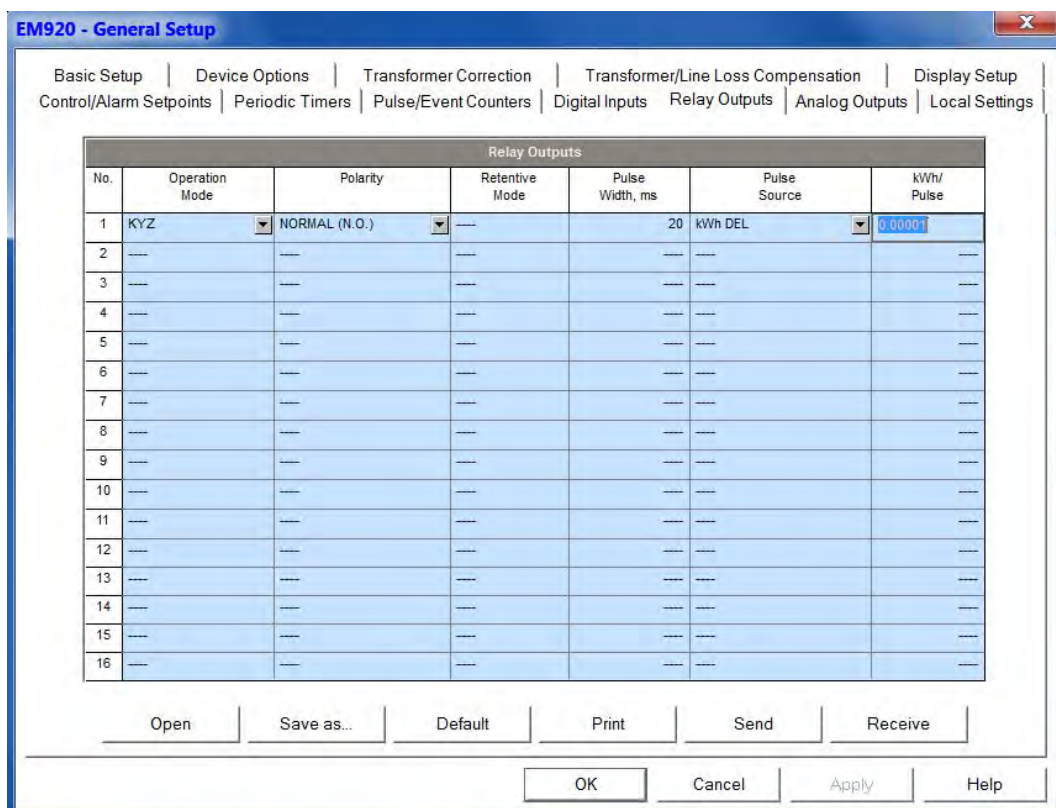 EM920 - General Setup
X
Basic Setup | Device Options | Transformer Correction | Transformer/Line Loss Compensation | Display Setup
Control/Alarm Setpoints | Periodic Timers | Pulse/Event Counters | Digital Inputs Relay Outputs | Analog Outputs | Local Settings
Relay Outputs
No. Operation Mode Polarity Retentive Mode Pulse Width, ms Pulse Source kWh/ Pulse
1 KYZ NORMAL (N.O.) ---- 20 kWh DEL 0.00001
2 ---- ---- ---- ---- ---- ----
3 ---- ---- ---- ---- ---- ----
4 ---- ---- ---- ---- ---- ----
5 ---- ---- ---- ---- ---- ----
6 ---- ---- ---- ---- ---- ----
7 ---- ---- ---- ---- ---- ----
8 ---- ---- ---- ---- ---- ----
9 ---- ---- ---- ---- ---- ----
10 ---- ---- ---- ---- ---- ----
11 ---- ---- ---- ---- ---- ----
12 ---- ---- ---- ---- ---- ----
13 ---- ---- ---- ---- ---- ----
14 ---- ---- ---- ---- ---- ----
15 ---- ---- ---- ---- ---- ----
16 ---- ---- ---- ---- ---- ----
Open Save as... Default Print Send Receive
OK Cancel Apply Help